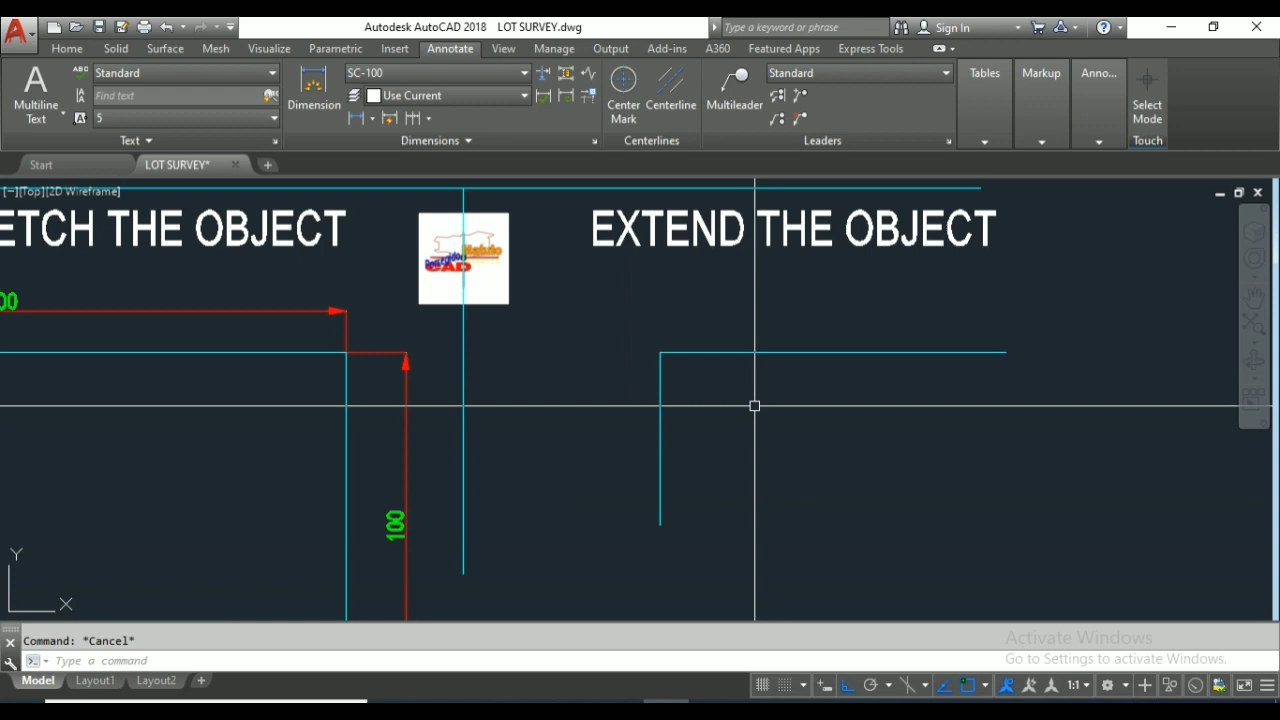 Autodesk AutoCAD 2018 LOT SURVEY.dwg
Type a keyword or phrase
Sign In
Home Solid Surface Mesh Visualize Parametric Insert Annotate View Manage Output Add-ins A360 Featured Apps Express Tools
Multiline Text
Standard
Find text
5
Text
Dimension
SC-100
Use Current
Dimensions
Center Mark
Centerline
Centerlines
Multileader
Standard
Leaders
Tables
Markup
Anno...
Select Mode
Touch
Start
LOT SURVEY*
[−][Top][2D Wireframe]
ETCH THE OBJECT
EXTEND THE OBJECT
CAD
00
100
Y
X
Command: *Cancel*
Type a command
Activate Windows
Go to Settings to activate Windows.
Model Layout1 Layout2
1:1